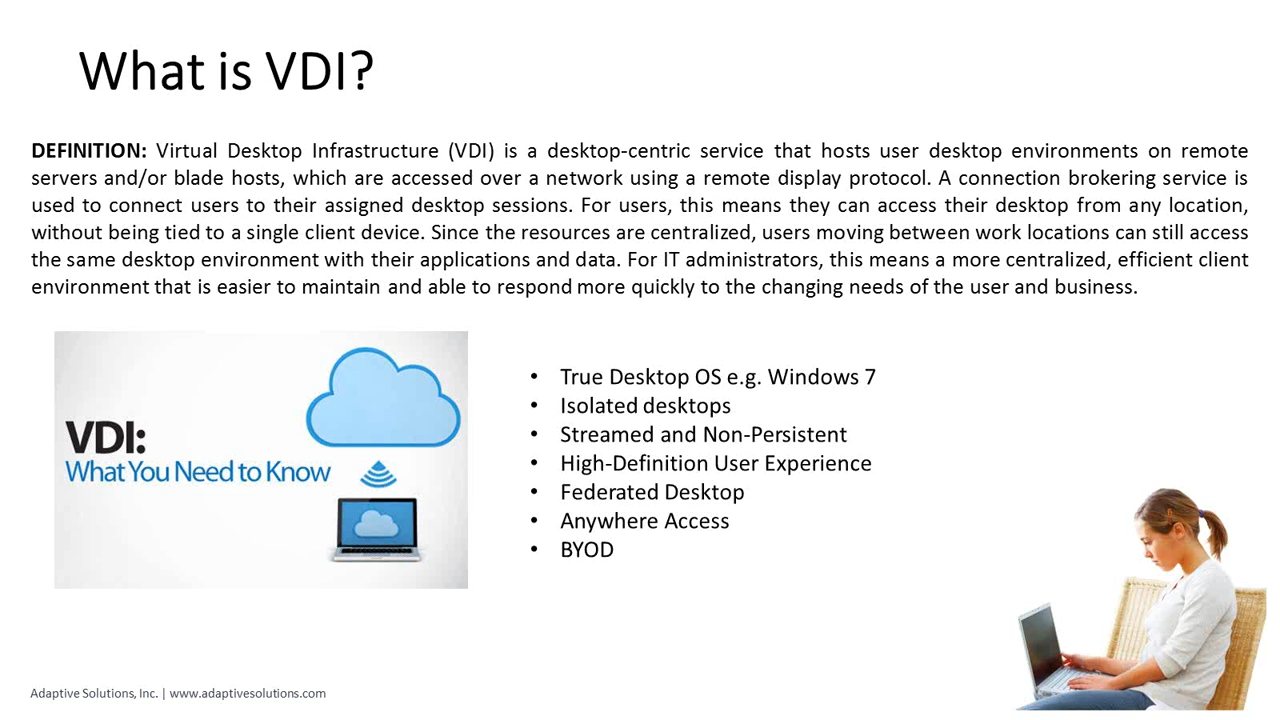 What is VDI?
DEFINITION: Virtual Desktop Infrastructure (VDI) is a desktop-centric service that hosts user desktop environments on remote
servers and/or blade hosts, which are accessed over a network using a remote display protocol. A connection brokering service is
used to connect users to their assigned desktop sessions. For users, this means they can access their desktop from any location,
without being tied to a single client device. Since the resources are centralized, users moving between work locations can still access
the same desktop environment with their applications and data. For IT administrators, this means a more centralized, efficient client
environment that is easier to maintain and able to respond more quickly to the changing needs of the user and business.
VDI:
What You Need to Know
• True Desktop OS e.g. Windows 7
• Isolated desktops
• Streamed and Non-Persistent
• High-Definition User Experience
• Federated Desktop
• Anywhere Access
• BYOD
Adaptive Solutions, Inc. | www.adaptivesolutions.com